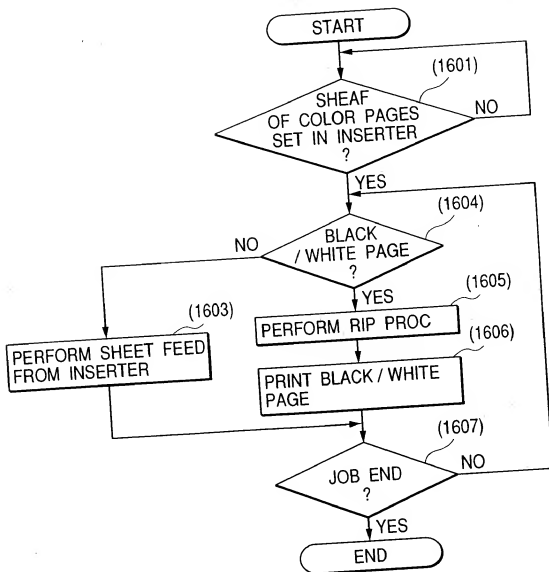 START
(1601)
SHEAF
OF COLOR PAGES
SET IN INSERTER
?
NO
YES
(1604)
BLACK
/ WHITE PAGE
?
NO
YES
(1603)
PERFORM SHEET FEED
FROM INSERTER
(1605)
PERFORM RIP PROC
(1606)
PRINT BLACK / WHITE
PAGE
(1607)
JOB END
?
NO
YES
END